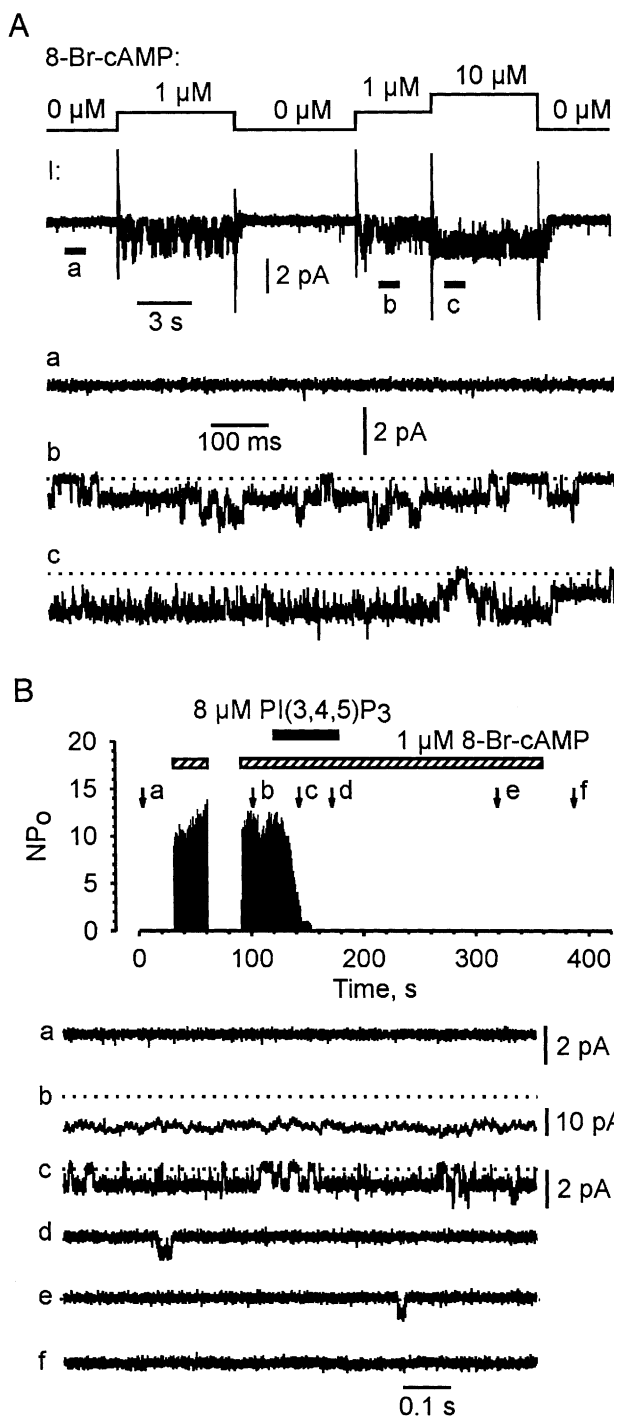 A
8-Br-cAMP:
0 µM 1 µM 0 µM 1 µM 10 µM 0 µM
I:
a
2 pA
b
c
3 s
a
100 ms
2 pA
b
c
B
8 µM PI(3,4,5)P3
1 µM 8-Br-cAMP
20
15
10
5
0
NPo
a
b
c
d
e
f
0 100 200 300 400
Time, s
a
2 pA
b
10 pA
c
2 pA
d
e
f
0.1 s